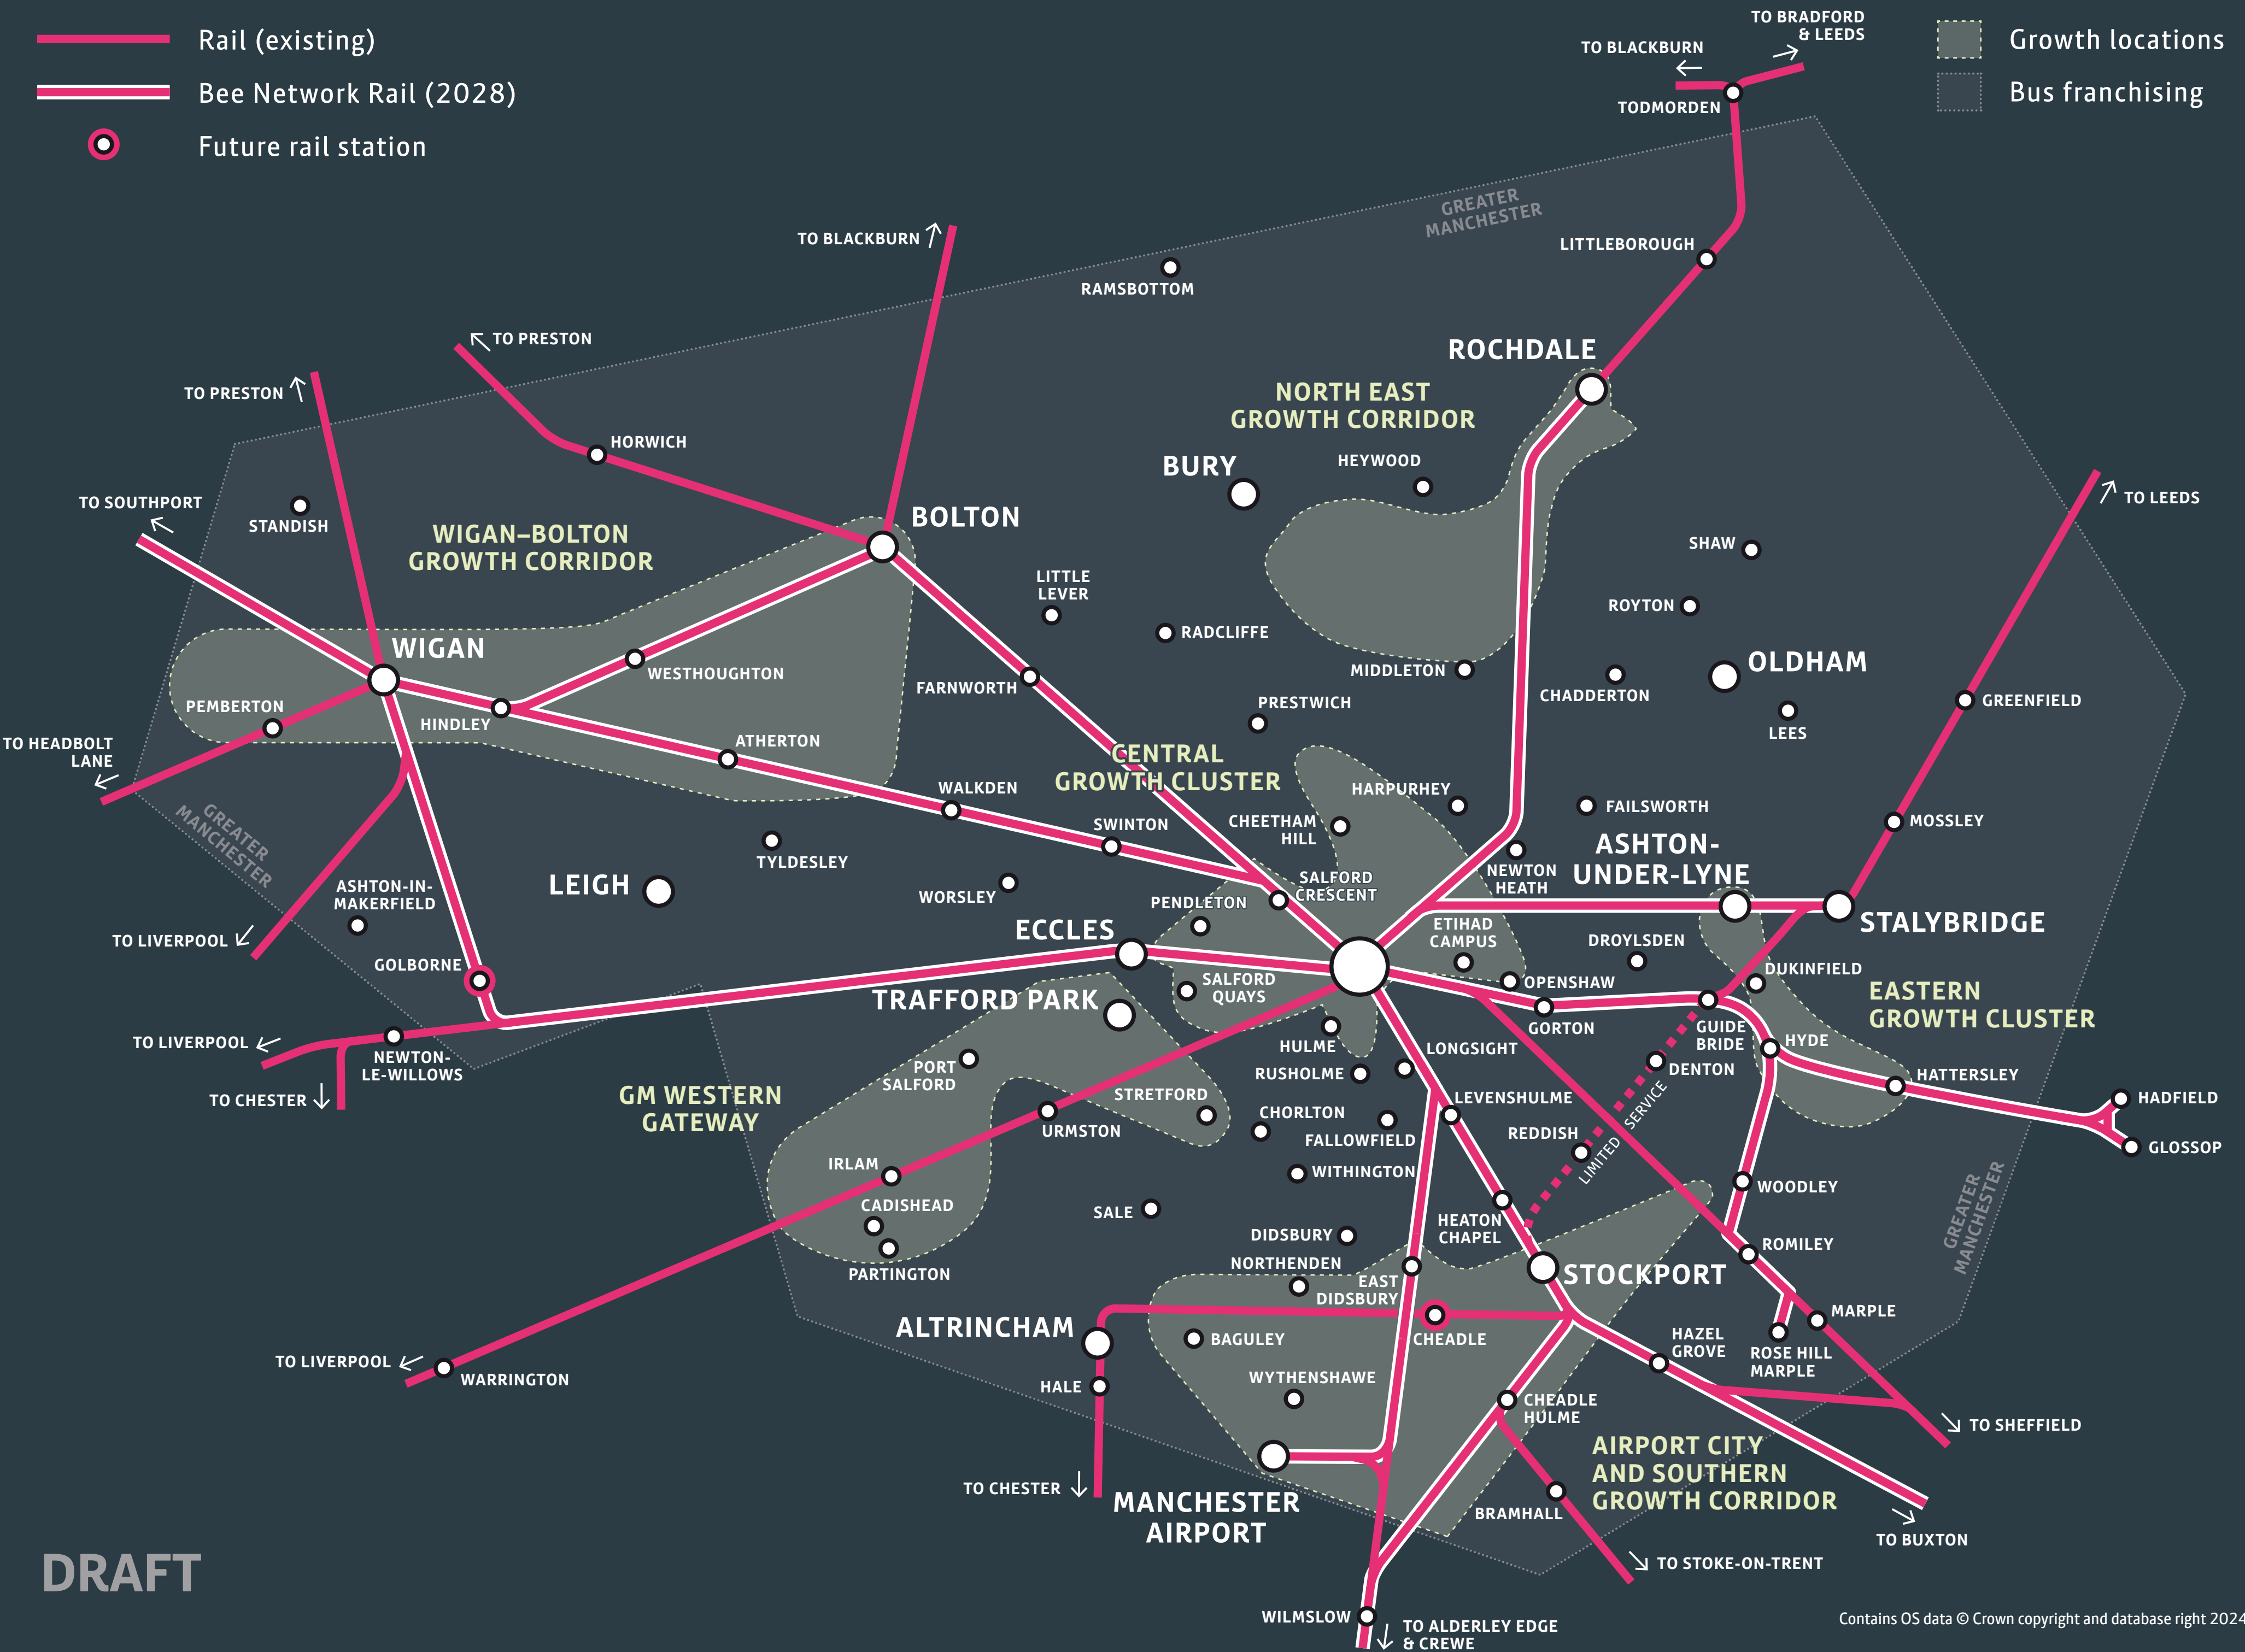 Rail (existing)
Bee Network Rail (2028)
Future rail station
Growth locations
Bus franchising
TO BRADFORD
& LEEDS
TO BLACKBURN
TODMORDEN
GREATER
MANCHESTER
LITTLEBOROUGH
TO BLACKBURN
RAMSBOTTOM
TO PRESTON
TO PRESTON
ROCHDALE
NORTH EAST
GROWTH CORRIDOR
HORWICH
BURY
HEYWOOD
TO SOUTHPORT
STANDISH
WIGAN–BOLTON
GROWTH CORRIDOR
BOLTON
TO LEEDS
SHAW
LITTLE
LEVER
ROYTON
RADCLIFFE
WIGAN
WESTHOUGHTON
MIDDLETON
OLDHAM
CHADDERTON
FARNWORTH
PEMBERTON
HINDLEY
PRESTWICH
GREENFIELD
LEES
TO HEADBOLT
LANE
ATHERTON
CENTRAL
GROWTH CLUSTER
WALKDEN
HARPURHEY
FAILSWORTH
GREATER
MANCHESTER
SWINTON
CHEETHAM
HILL
MOSSLEY
TYLDESLEY
ASHTON-
UNDER-LYNE
NEWTON
HEATH
LEIGH
ASHTON-IN-
MAKERFIELD
WORSLEY
PENDLETON
SALFORD
CRESCENT
STALYBRIDGE
ECCLES
ETIHAD
CAMPUS
DROYLSDEN
TO LIVERPOOL
GOLBORNE
DUKINFIELD
SALFORD
QUAYS
OPENSHAW
TRAFFORD PARK
EASTERN
GROWTH CLUSTER
GORTON
GUIDE
BRIDGE
HYDE
TO LIVERPOOL
NEWTON-
LE-WILLOWS
HULME
LONGSIGHT
PORT
SALFORD
RUSHOLME
DENTON
HATTERSLEY
TO CHESTER
GM WESTERN
GATEWAY
STRETFORD
LEVENSHULME
HADFIELD
CHORLTON
URMSTON
FALLOWFIELD
REDDISH
LIMITED SERVICE
GLOSSOP
IRLAM
WITHINGTON
WOODLEY
GREATER
MANCHESTER
CADISHEAD
SALE
HEATON
CHAPEL
DIDSBURY
ROMILEY
PARTINGTON
NORTHENDEN
EAST
DIDSBURY
STOCKPORT
MARPLE
ALTRINCHAM
BAGULEY
CHEADLE
HAZEL
GROVE
ROSE HILL
MARPLE
TO LIVERPOOL
WARRINGTON
HALE
WYTHENSHAWE
CHEADLE
HULME
TO SHEFFIELD
AIRPORT CITY
AND SOUTHERN
GROWTH CORRIDOR
TO CHESTER
MANCHESTER
AIRPORT
BRAMHALL
TO BUXTON
TO STOKE-ON-TRENT
DRAFT
WILMSLOW
TO ALDERLEY EDGE
& CREWE
Contains OS data © Crown copyright and database right 2024